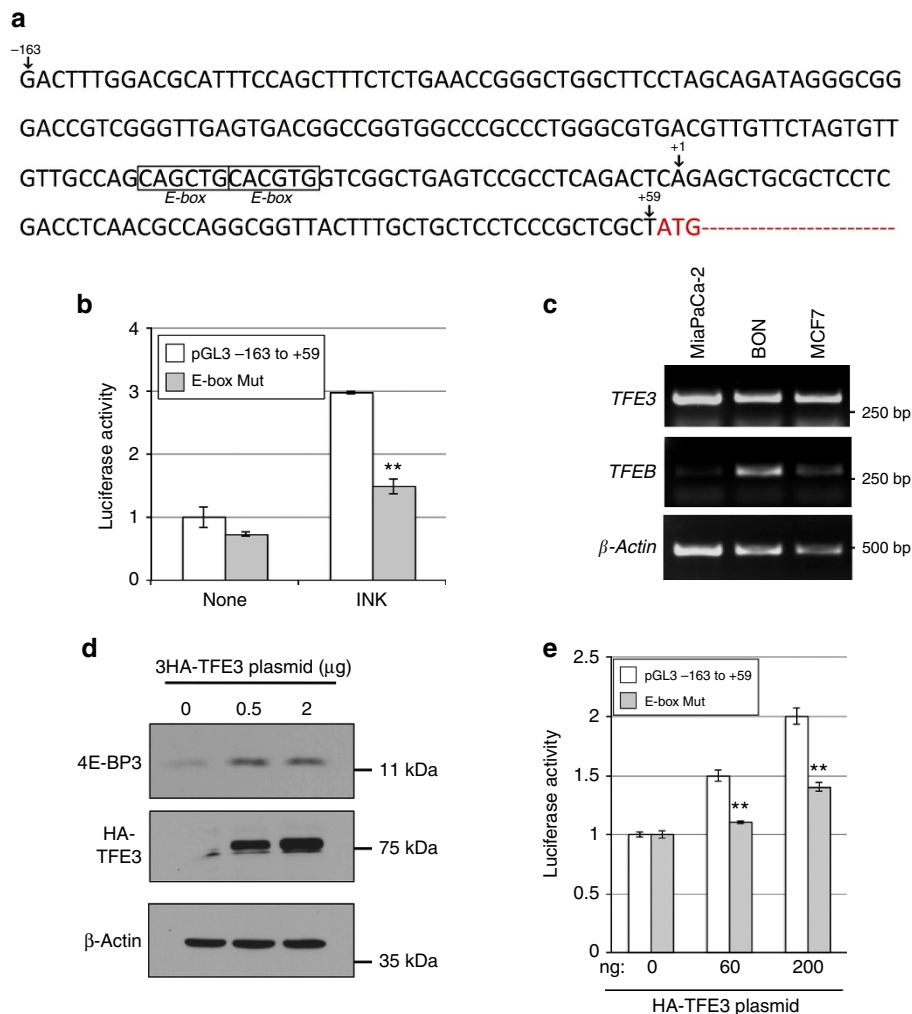 a
–163
GACTTTGGACGCATTTCCAGCTTTCTCTGAACCGGGCTGGCTTCCTAGCAGATAGGGCGG
GACCGTCGGGTTGAGTGACGGCCGGTGGCCCGCCCTGGGCGTGACGTTGTTCTAGTGTT
+1
GTTGCCAGCAGCTGCACGTGGTCGGCTGAGTCCGCCTCAGACTCAGAGCTGCGCTCCTC
E-box E-box
+59
GACCTCAACGCCAGGCGGTTACTTTGCTGCTCCTCCCGCTCGCTATG-------------------------
b
Luciferase activity
4
3
2
1
0
pGL3 –163 to +59
E-box Mut
**
None INK
c
MiaPaCa-2 BON MCF7
TFE3
250 bp
TFEB
250 bp
β-Actin
500 bp
d
3HA-TFE3 plasmid (μg)
0 0.5 2
4E-BP3
11 kDa
HA-
TFE3
75 kDa
β-Actin
35 kDa
e
Luciferase activity
2.5
2
1.5
1
0.5
0
pGL3 –163 to +59
E-box Mut
**
**
ng: 0 60 200
HA-TFE3 plasmid